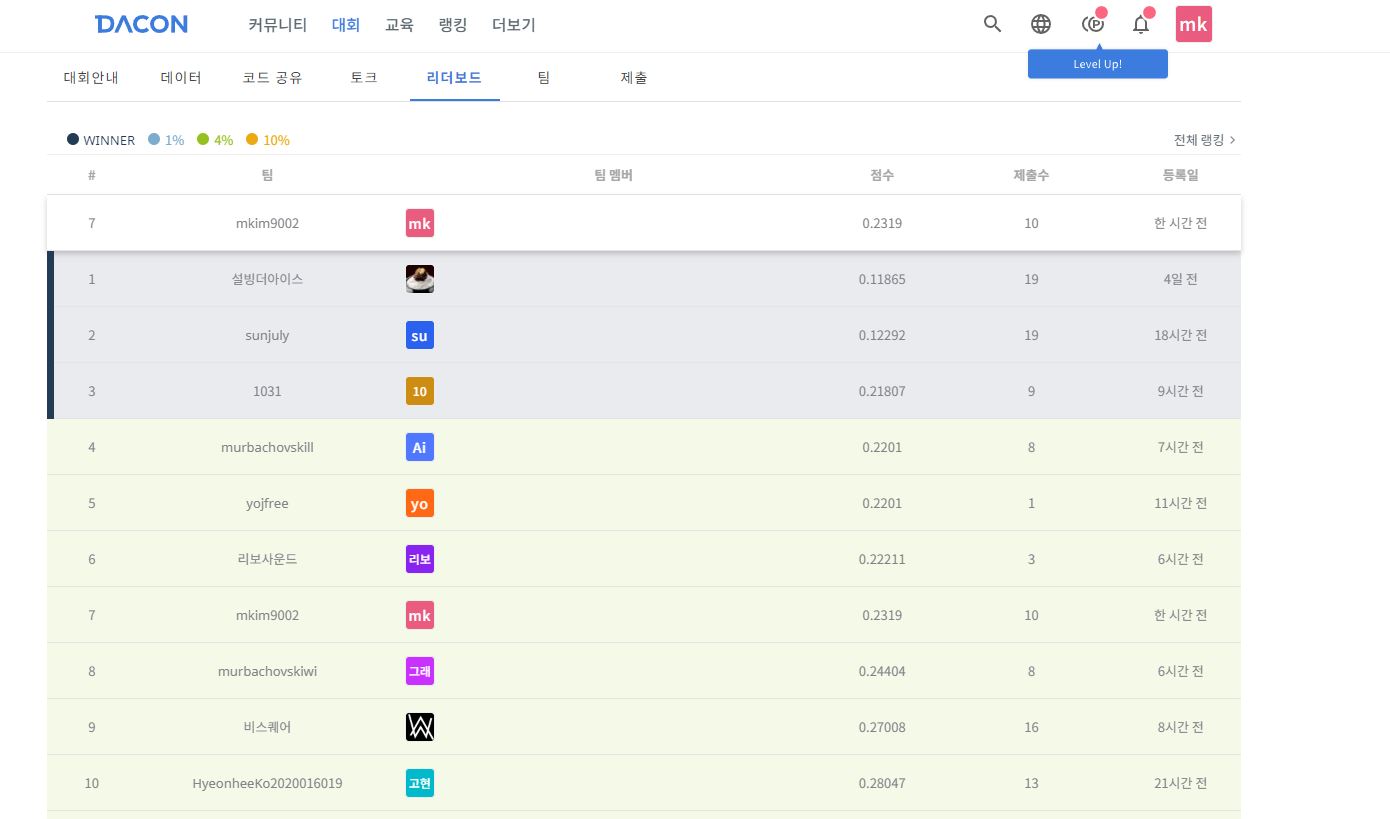 DACON 커뮤니티 대회 교육 랭킹 더보기 P mk
Level Up!
대회안내 데이터 코드 공유 토크 리더보드 팀 제출
WINNER 1% 4% 10% 전체 랭킹 >
# 팀 팀 멤버 점수 제출수 등록일
7 mkim9002 mk 0.2319 10 한 시간 전
1 설빙더아이스 0.11865 19 4일 전
2 sunjuly su 0.12292 19 18시간 전
3 1031 10 0.21807 9 9시간 전
4 murbachovskill Ai 0.2201 8 7시간 전
5 yojfree yo 0.2201 1 11시간 전
6 리보사운드 리보 0.22211 3 6시간 전
7 mkim9002 mk 0.2319 10 한 시간 전
8 murbachovskiwi 그래 0.24404 8 6시간 전
9 비스퀘어 0.27008 16 8시간 전
10 HyeonheeKo2020016019 고현 0.28047 13 21시간 전